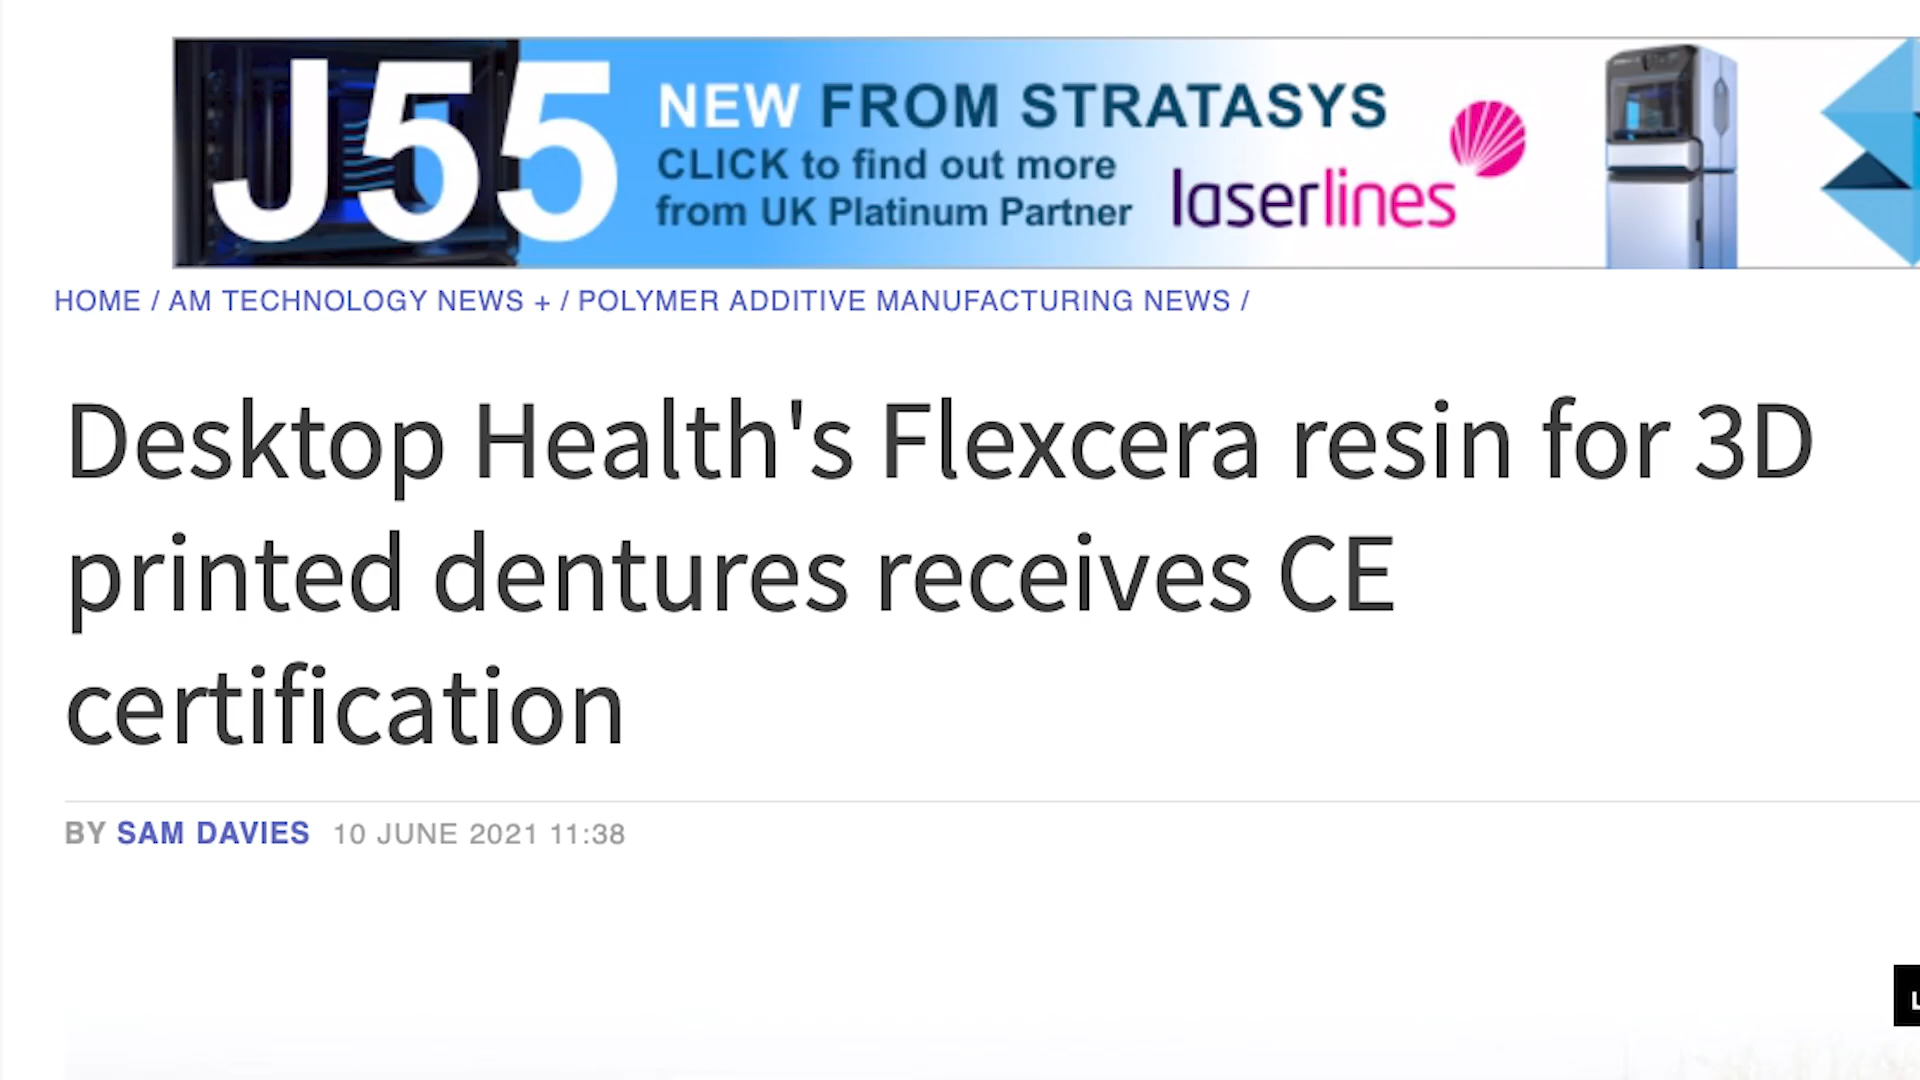 J55
NEW FROM STRATASYS
CLICK to find out more
from UK Platinum Partner
laserlines
HOME / AM TECHNOLOGY NEWS + / POLYMER ADDITIVE MANUFACTURING NEWS /
Desktop Health's Flexcera resin for 3D
printed dentures receives CE
certification
BY SAM DAVIES 10 JUNE 2021 11:38